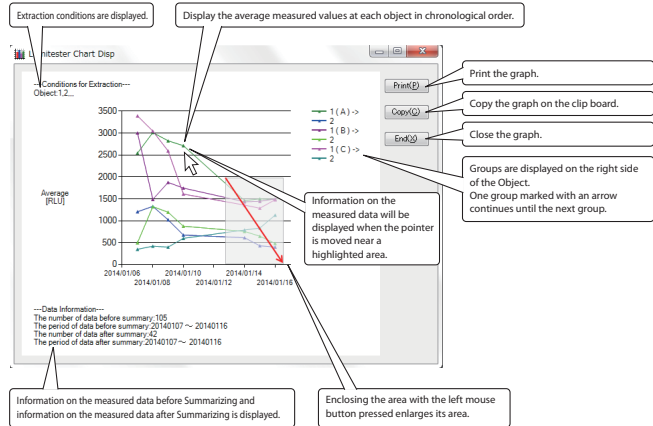 Extraction conditions are displayed.
Display the average measured values at each object in chronological order.
Lumitester Chart Disp
---Conditions for Extraction---
Object:1,2,,,
3500
3000
2500
2000
1500
1000
500
0
Average
[RLU]
2014/01/06
2014/01/08
2014/01/10
2014/01/12
2014/01/14
2014/01/16
1 ( A ) ->
2
1 ( B ) ->
2
1 ( C ) ->
2
Print(P)
Copy(C)
End(X)
Print the graph.
Copy the graph on the clip board.
Close the graph.
Groups are displayed on the right side
of the Object.
One group marked with an arrow
continues until the next group.
Information on the
measured data will be
displayed when the pointer
is moved near a
highlighted area.
---Data Information---
The number of data before summary:105
The period of data before summary:20140107 ~ 20140116
The number of data after summary:42
The period of data after summary:20140107 ~ 20140116
Information on the measured data before Summarizing and
information on the measured data after Summarizing is displayed.
Enclosing the area with the left mouse
button pressed enlarges its area.